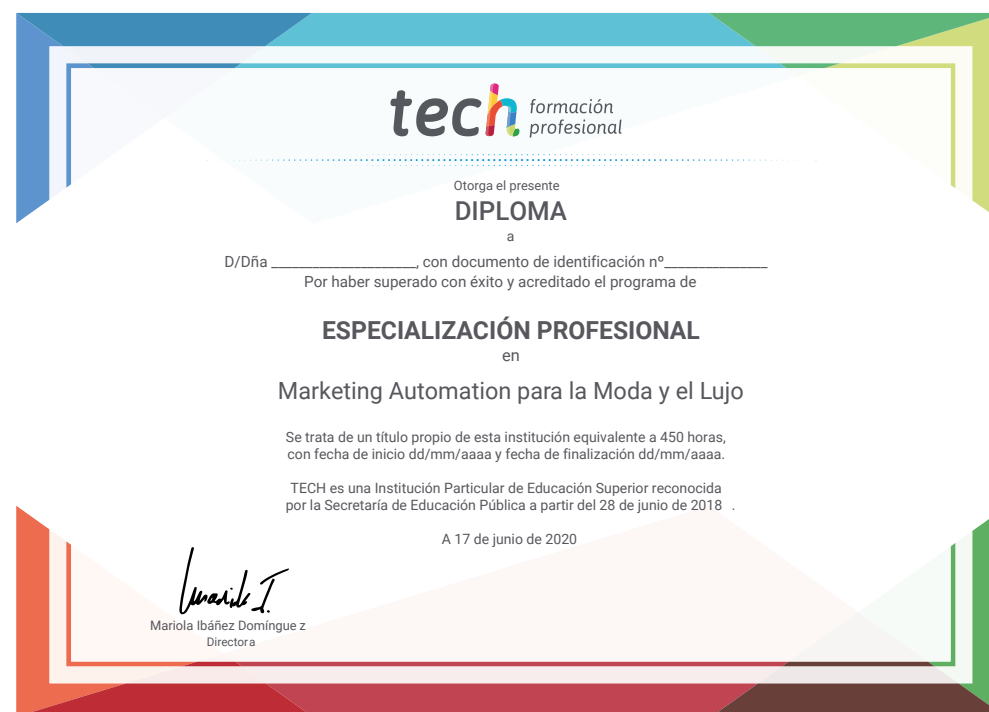 tech formación
profesional
Otorga el presente
DIPLOMA
a
D/Dña _____________________, con documento de identificación nº_______________
Por haber superado con éxito y acreditado el programa de
ESPECIALIZACIÓN PROFESIONAL
en
Marketing Automation para la Moda y el Lujo
Se trata de un título propio de esta institución equivalente a 450 horas,
con fecha de inicio dd/mm/aaaa y fecha de finalización dd/mm/aaaa.
TECH es una Institución Particular de Educación Superior reconocida
por la Secretaría de Educación Pública a partir del 28 de junio de 2018 .
A 17 de junio de 2020
Mariola I.
Mariola Ibáñez Domíngue z
Directora